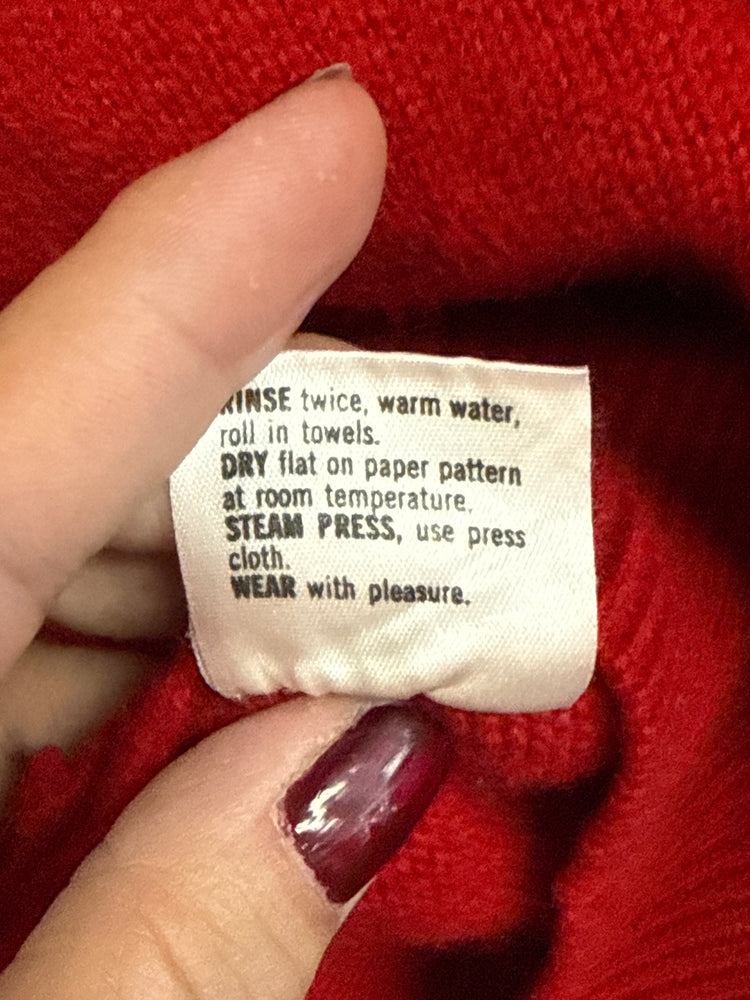 RINSE twice, warm water,
roll in towels.
DRY flat on paper pattern
at room temperature.
STEAM PRESS, use press
cloth.
WEAR with pleasure.